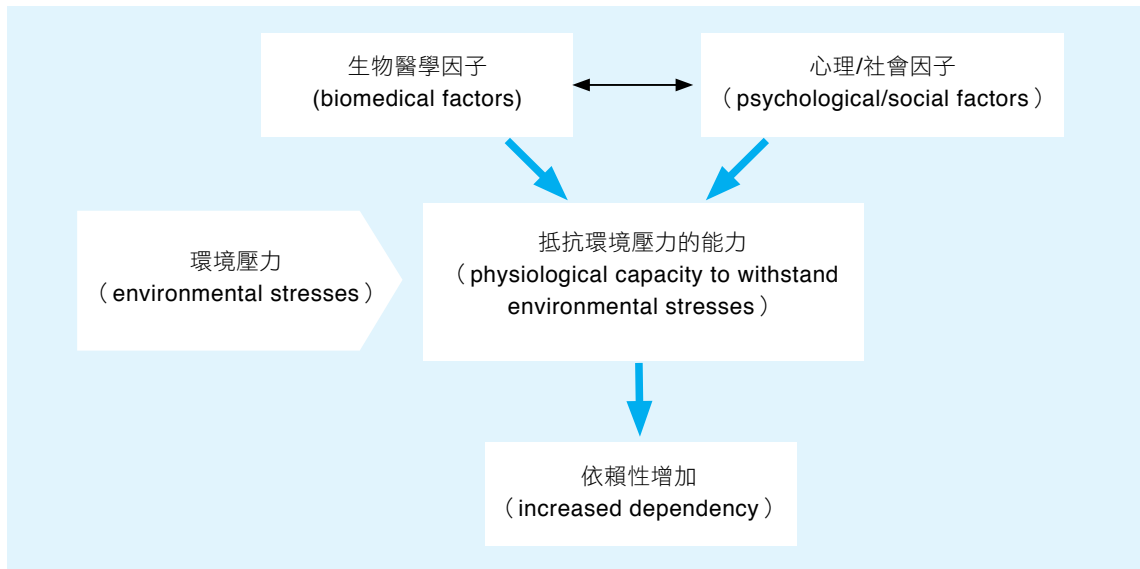 生物醫學因子
(biomedical factors)
心理/社會因子
（psychological/social factors）
環境壓力
（environmental stresses）
抵抗環境壓力的能力
（physiological capacity to withstand
environmental stresses）
依賴性增加
（increased dependency）